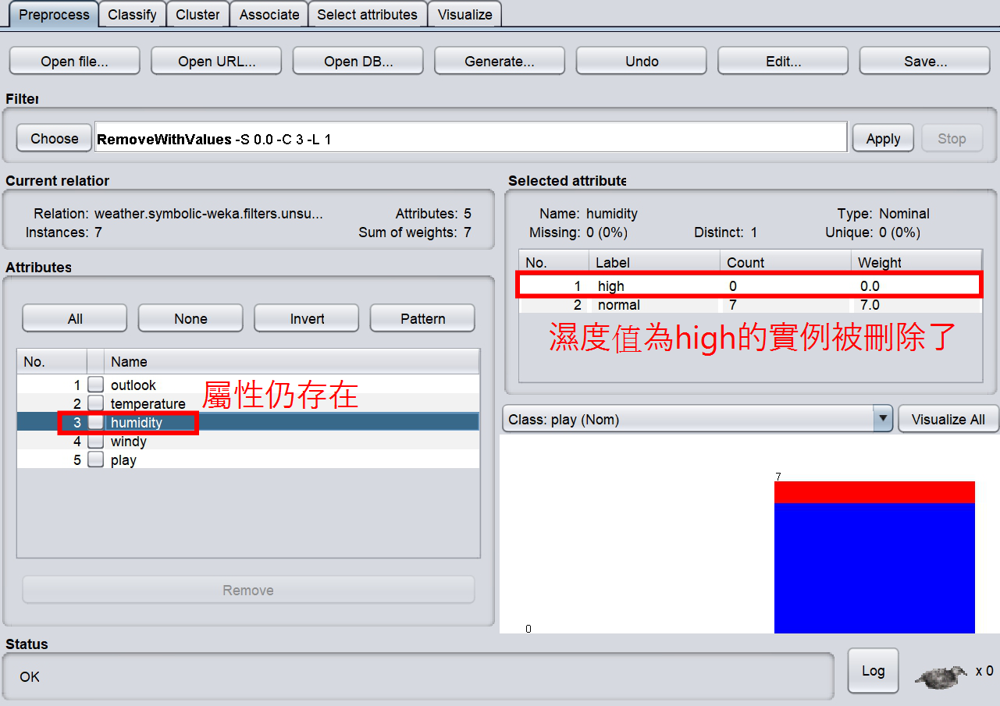 Preprocess Classify Cluster Associate Select attributes Visualize
Open file... Open URL... Open DB... Generate... Undo Edit... Save...
Filter
Choose RemoveWithValues -S 0.0 -C 3 -L 1 Apply Stop
Current relation
Relation: weather.symbolic-weka.filters.unsu... Attributes: 5
Instances: 7 Sum of weights: 7
Attributes
All None Invert Pattern
No. Name
1 outlook
2 temperature
屬性仍存在
3 humidity
4 windy
5 play
Remove
Selected attribute
Name: humidity Type: Nominal
Missing: 0 (0%) Distinct: 1 Unique: 0 (0%)
No. Label Count Weight
1 high 0 0.0
2 normal 7 7.0
濕度值為high的實例被刪除了
Class: play (Nom) Visualize All
7
0
Status
OK
Log x 0